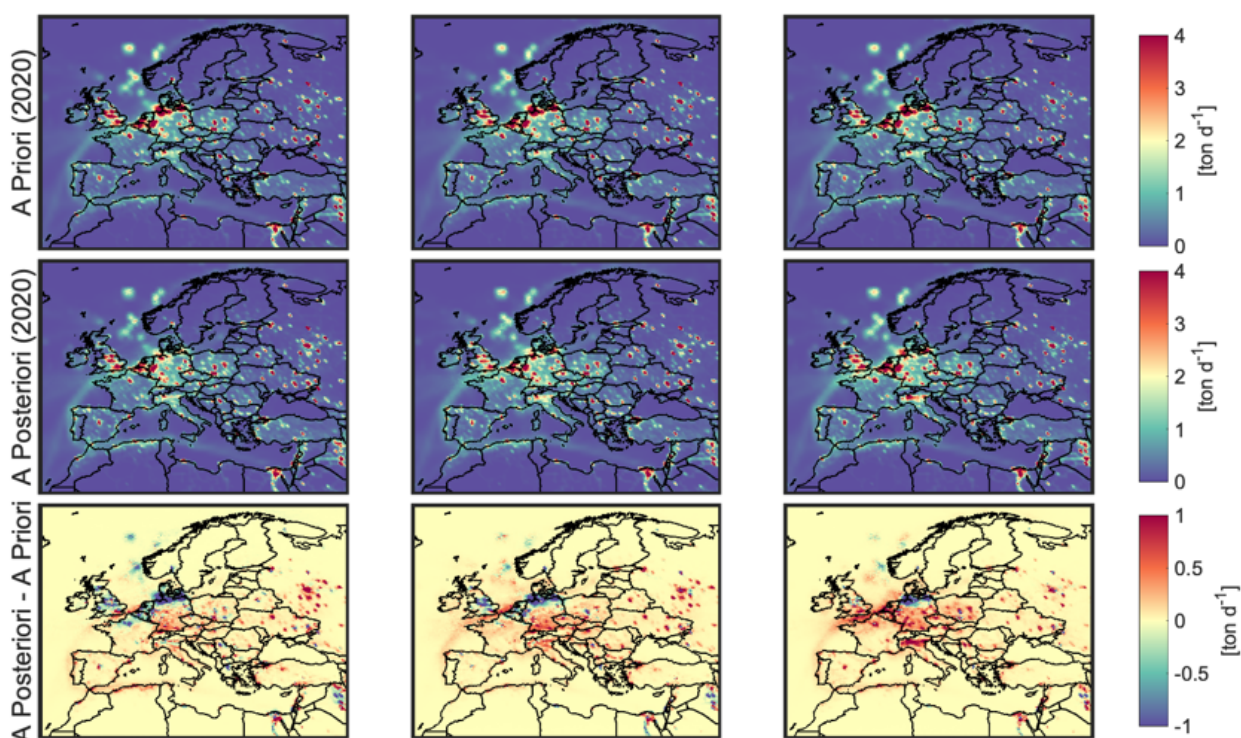 A Priori (2020)
4
3
2
1
0
[ton d⁻¹]
A Posteriori (2020)
4
3
2
1
0
[ton d⁻¹]
A Posteriori - A Priori
1
0.5
0
-0.5
-1
[ton d⁻¹]